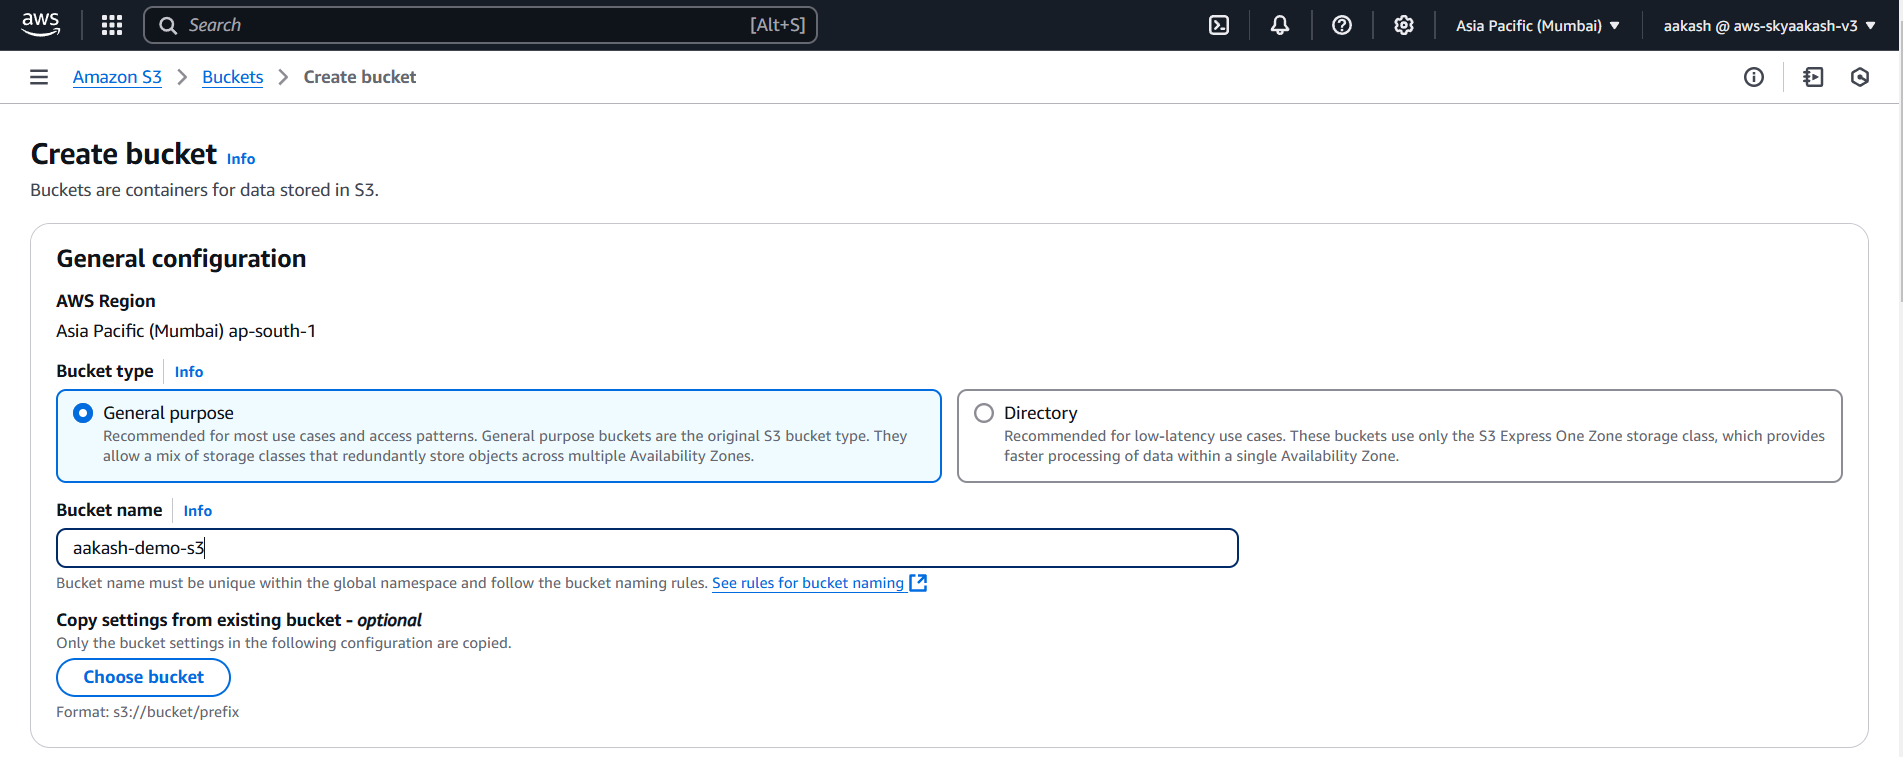 aws
Search [Alt+S]
Asia Pacific (Mumbai) aakash @ aws-skyaakash-v3
Amazon S3 Buckets Create bucket
Create bucket Info
Buckets are containers for data stored in S3.
General configuration
AWS Region
Asia Pacific (Mumbai) ap-south-1
Bucket type Info
General purpose
Recommended for most use cases and access patterns. General purpose buckets are the original S3 bucket type. They
allow a mix of storage classes that redundantly store objects across multiple Availability Zones.
Directory
Recommended for low-latency use cases. These buckets use only the S3 Express One Zone storage class, which provides
faster processing of data within a single Availability Zone.
Bucket name Info
aakash-demo-s3
Bucket name must be unique within the global namespace and follow the bucket naming rules. See rules for bucket naming
Copy settings from existing bucket - optional
Only the bucket settings in the following configuration are copied.
Choose bucket
Format: s3://bucket/prefix